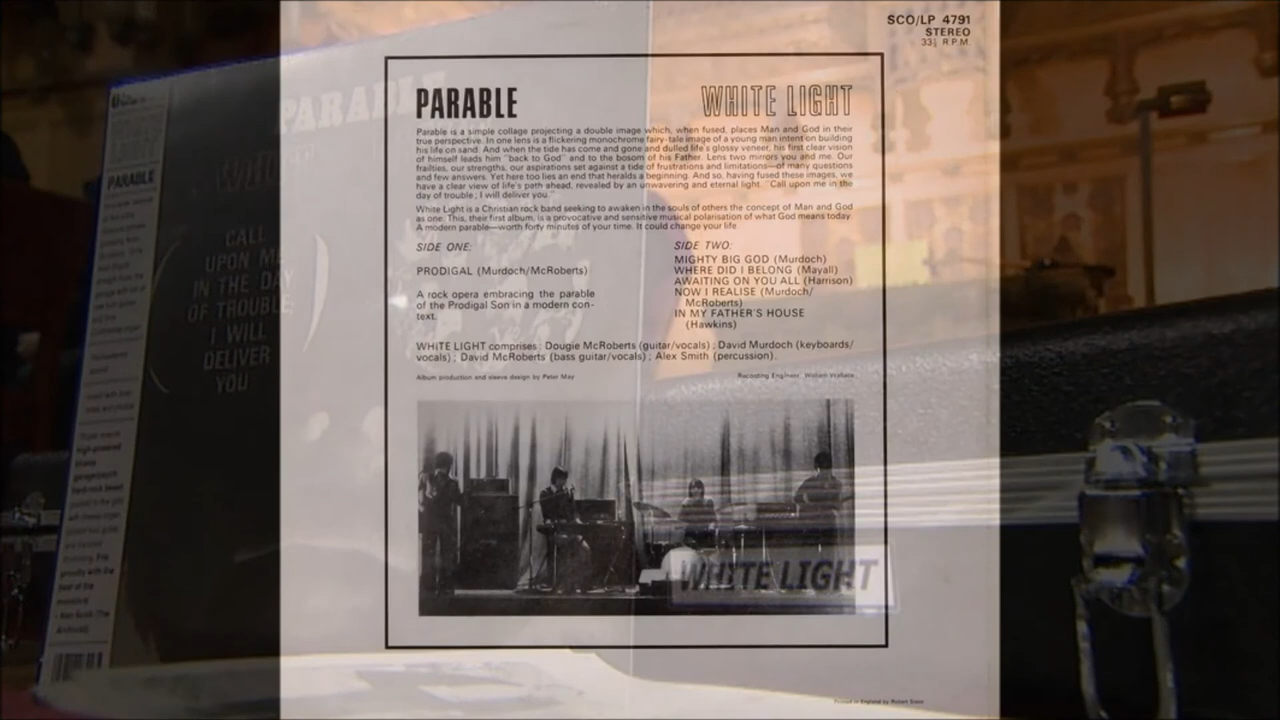 SCO/LP 4791
STEREO
33⅓ R.P.M.
PARABLE
WHITE LIGHT
Parable is a simple collage projecting a double image which, when fused, places Man and God in their
true perspective. In one lens is a flickering monochrome fairy-tale image of a young man intent on building
his life on sand. And when the tide has come and gone and dulled life's glossy veneer, his first clear vision
of himself leads him "back to God" and to the bosom of his Father. Lens two mirrors you and me. Our
frailties, our strengths, our aspirations set against a tide of frustrations and limitations—of many questions
and few answers. Yet here too lies an end that heralds a beginning. And so, having fused these images, we
have a clear view of life's path ahead, revealed by an unwavering and eternal light. "Call upon me in the
day of trouble; I will deliver you."
White Light is a Christian rock band seeking to awaken in the souls of others the concept of Man and God
as one. This, their first album, is a provocative and sensitive musical polarisation of what God means today.
A modern parable—worth forty minutes of your time. It could change your life.
SIDE ONE:
PRODIGAL (Murdoch/McRoberts)
A rock opera embracing the parable
of the Prodigal Son in a modern con-
text.
SIDE TWO:
MIGHTY BIG GOD (Murdoch)
WHERE DID I BELONG (Mayall)
AWAITING ON YOU ALL (Harrison)
NOW I REALISE (Murdoch/
McRoberts)
IN MY FATHER'S HOUSE
(Hawkins)
WHITE LIGHT comprises: Dougie McRoberts (guitar/vocals); David Murdoch (keyboards/
vocals); David McRoberts (bass guitar/vocals); Alex Smith (percussion).
Album production and sleeve design by Peter May
Recording Engineer: William Wallace
WHITE LIGHT
Printed in England by Robert
PARABLE
PARABLE
CALL
UPON ME
IN THE DAY
OF TROUBLE
I WILL
DELIVER
YOU